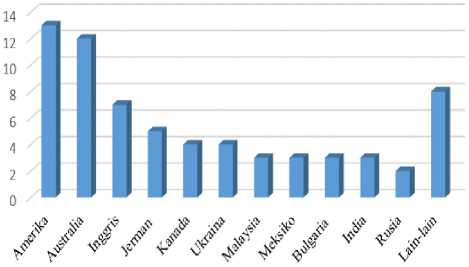 14
12
10
8
6
4
2
0
Amerika
Australia
Inggris
Jerman
Kanada
Ukraina
Malaysia
Meksiko
Bulgaria
India
Rusia
Lain-lain